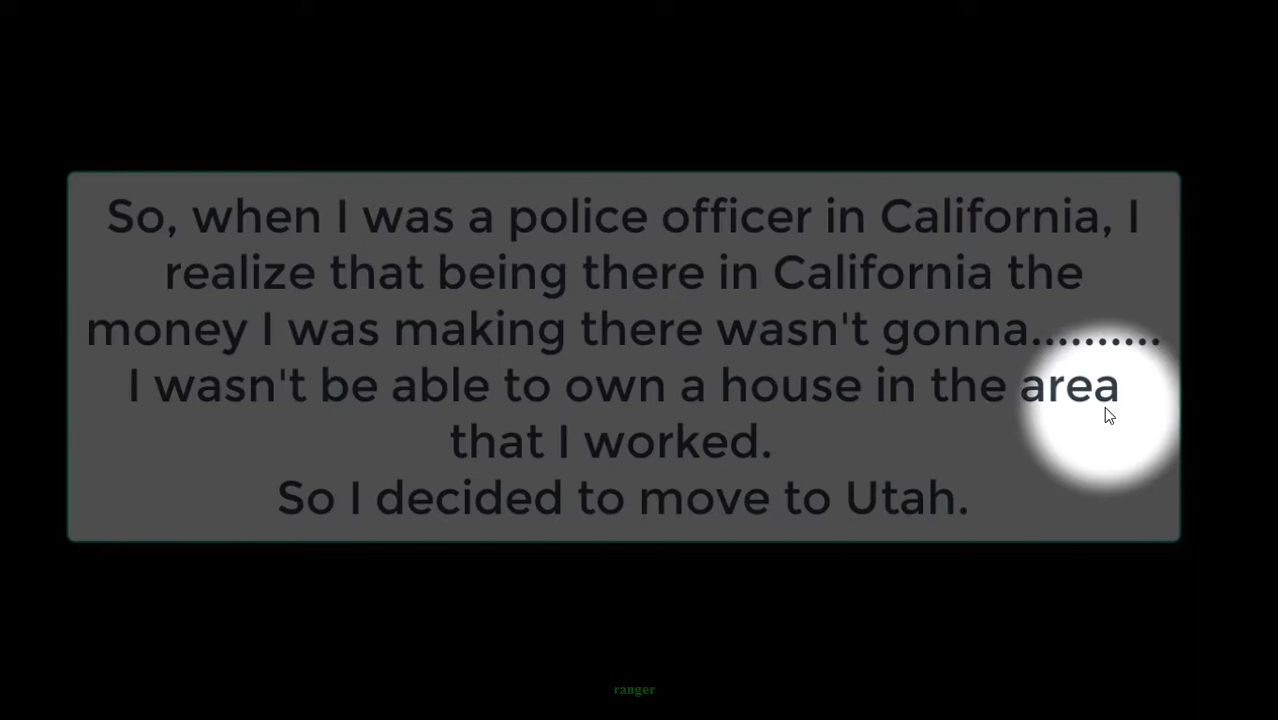 So, when I was a police officer in California, I
realize that being there in California the
money I was making there wasn't gonna..........
I wasn't be able to own a house in the area
that I worked.
So I decided to move to Utah.
ranger